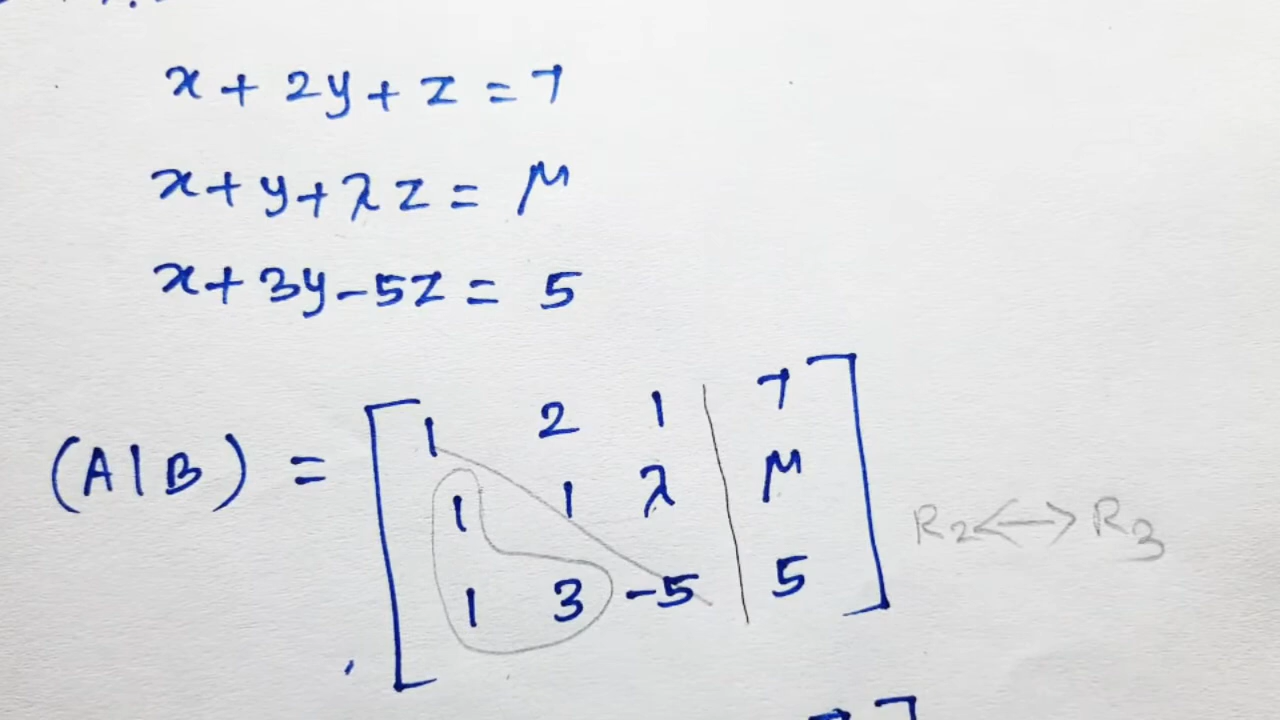 x + 2y + z = 7
x + y + λz = μ
x + 3y - 5z = 5
(A|B) = [ 1 2 1 | 7
1 1 λ | μ
1 3 -5 | 5 ]
R2 <-> R3